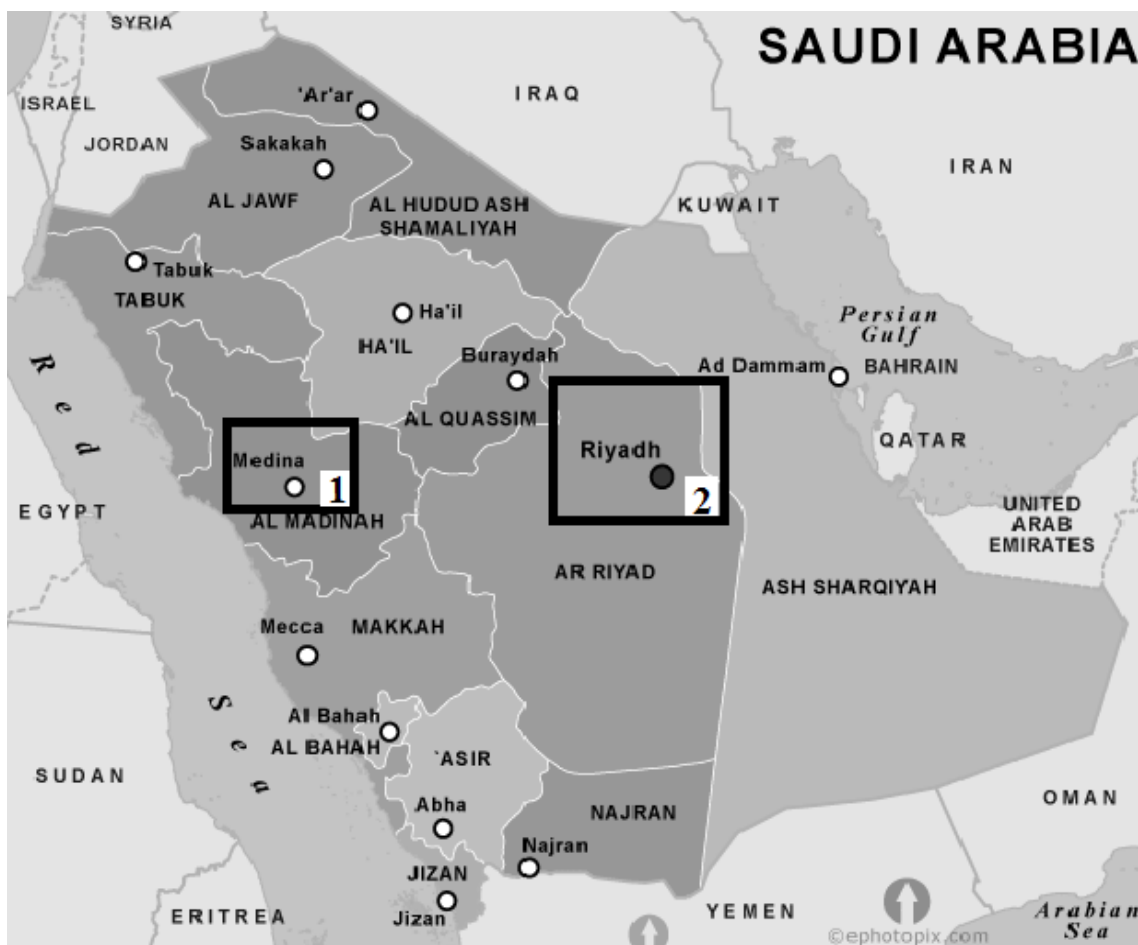 SAUDI ARABIA
SYRIA
IRAQ
ISRAEL
'Ar'ar
JORDAN
Sakakah
IRAN
AL JAWF
AL HUDUD ASH
SHAMALIYAH
KUWAIT
Tabuk
TABUK
Ha'il
HA'IL
Persian
Gulf
Buraydah
Ad Dammam
BAHRAIN
Red
AL QUASSIM
QATAR
Medina
1
Riyadh
2
EGYPT
AL MADINAH
UNITED
ARAB
EMIRATES
AR RIYAD
ASH SHARQIYAH
Mecca
MAKKAH
Sea
Al Bahah
AL BAHAH
'ASIR
SUDAN
Abha
NAJRAN
OMAN
Najran
JIZAN
Jizan
ERITREA
YEMEN
Arabian
Sea
©ephotopix.com